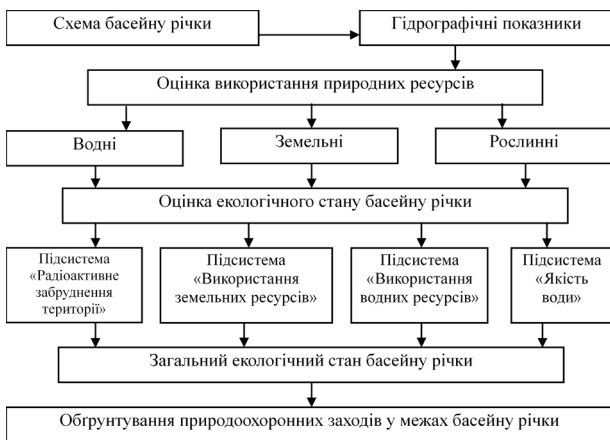 Схема басейну річки
Гідрографічні показники
Оцінка використання природних ресурсів
Водні
Земельні
Рослинні
Оцінка екологічного стану басейну річки
Підсистема
«Радіоактивне
забруднення
території»
Підсистема
«Використання
земельних ресурсів»
Підсистема
«Використання
водних ресурсів»
Підсистема
«Якість
води»
Загальний екологічний стан басейну річки
Обґрунтування природоохоронних заходів у межах басейну річки